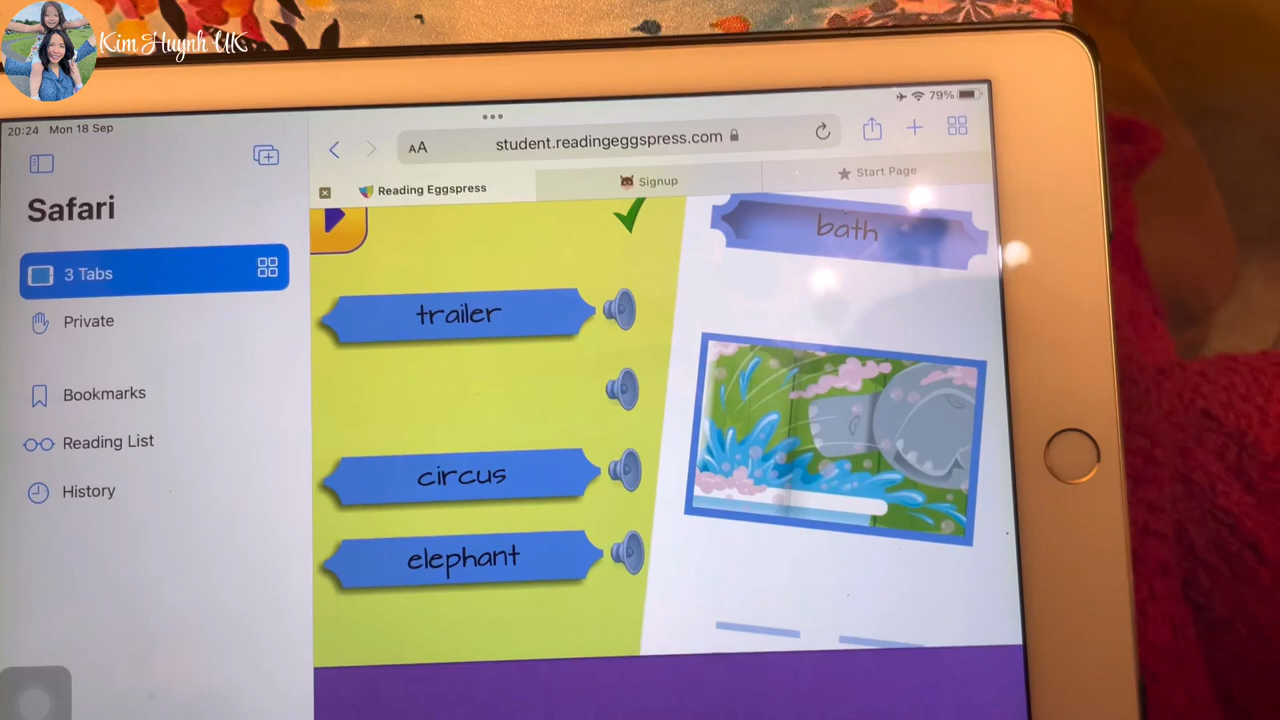 Kim Huynh UK
20:24 Mon 18 Sep
79%
AA
student.readingeggspress.com
Reading Eggspress
Signup
Start Page
Safari
3 Tabs
Private
Bookmarks
Reading List
History
bath
trailer
circus
elephant